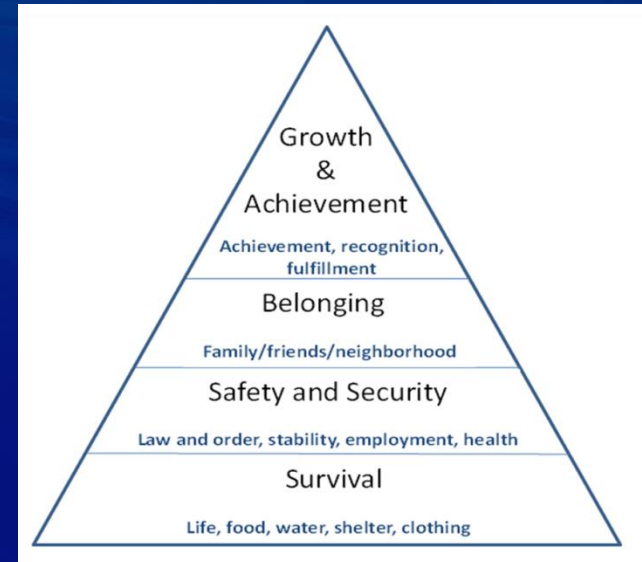 Growth
&
Achievement
Achievement, recognition,
fulfillment
Belonging
Family/friends/neighborhood
Safety and Security
Law and order, stability, employment, health
Survival
Life, food, water, shelter, clothing